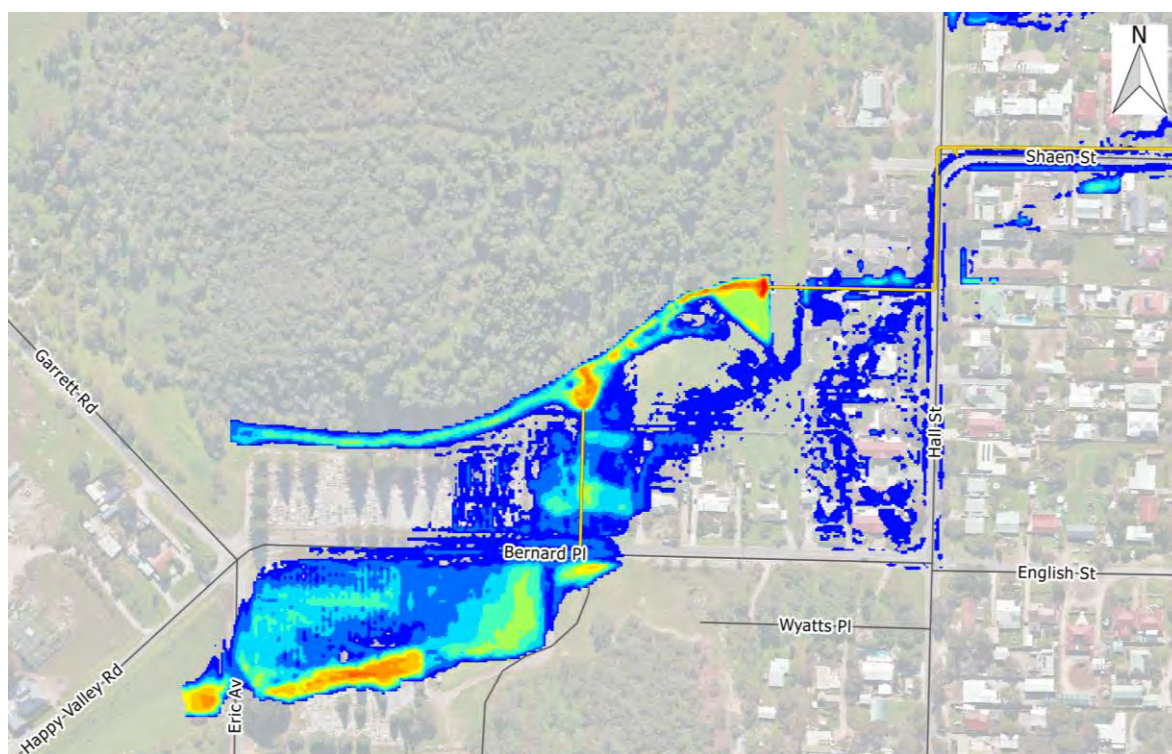 N
Shaen St
Garrett Rd
Hall St
Bernard Pl
English St
Wyatts Pl
Eric Av
Happy Valley Rd